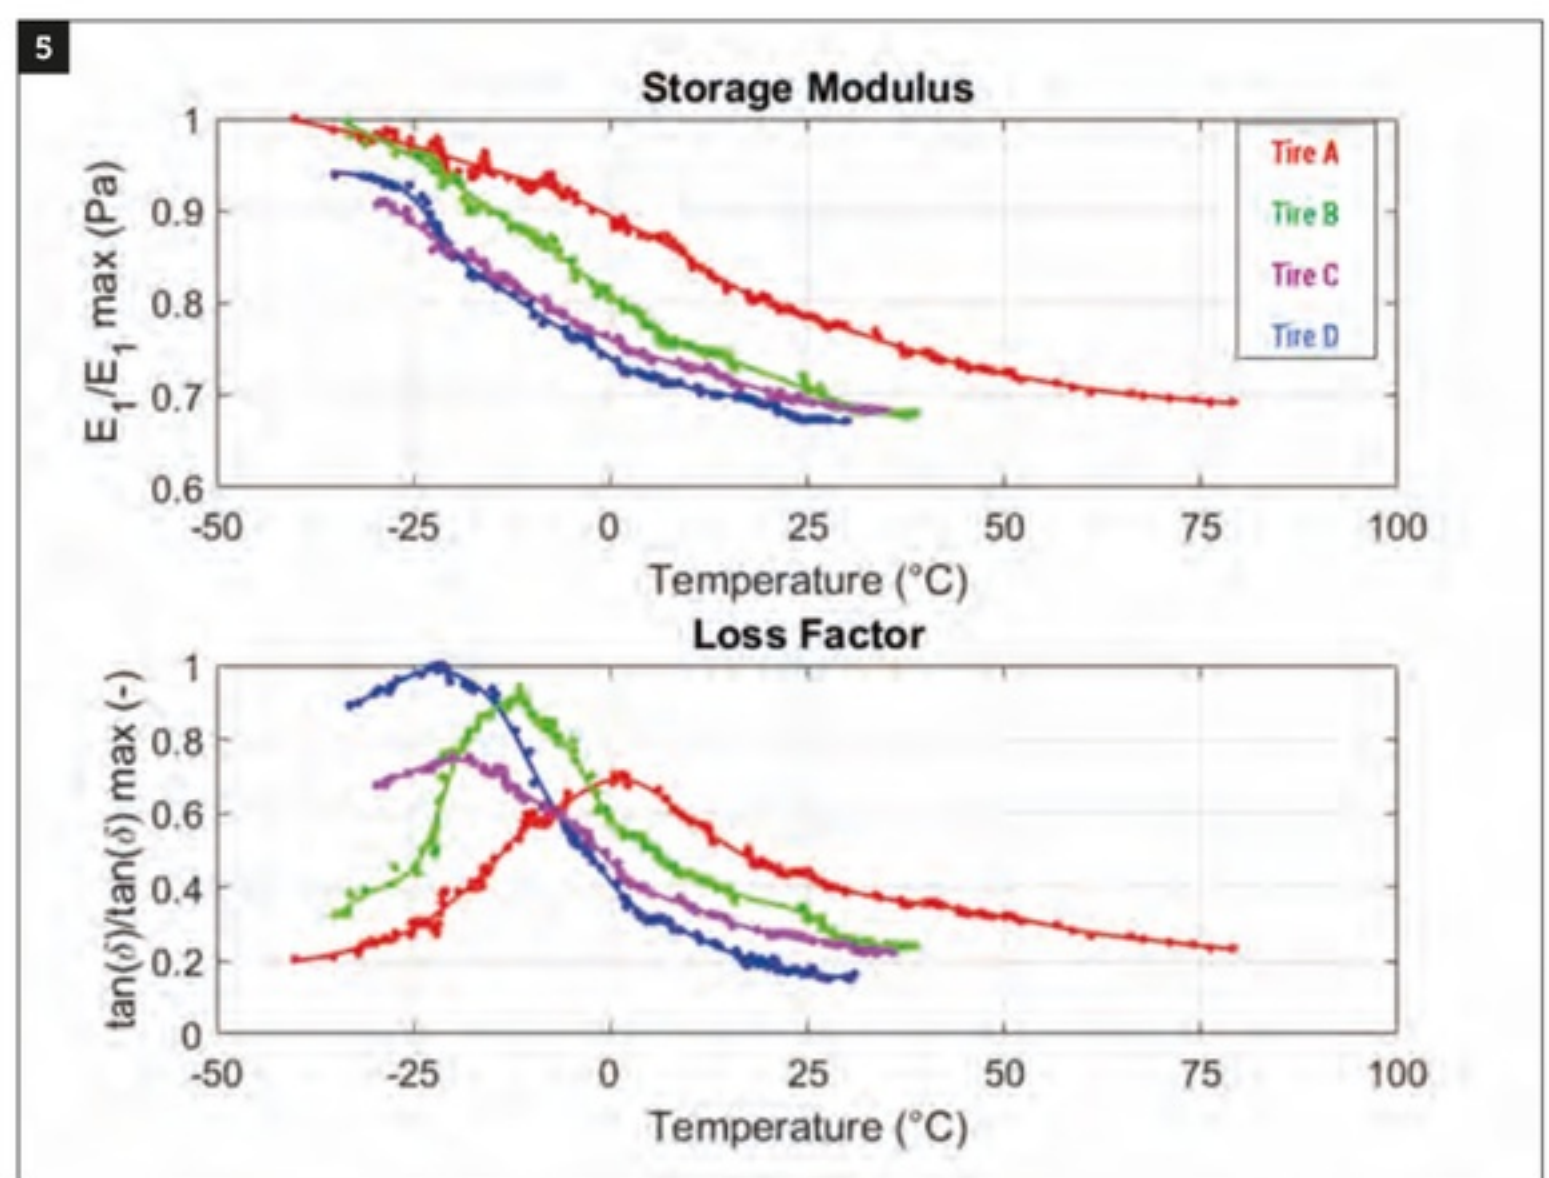 5
Storage Modulus
E₁/E₁ max (Pa)
1
0.9
0.8
0.7
0.6
-50 -25 0 25 50 75 100
Temperature (°C)
Tire A
Tire B
Tire C
Tire D
Loss Factor
tan(δ)/tan(δ) max (-)
1
0.8
0.6
0.4
0.2
0
-50 -25 0 25 50 75 100
Temperature (°C)